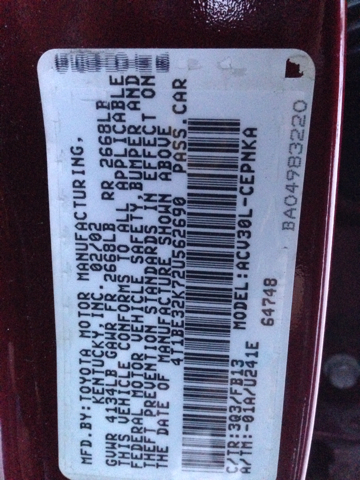 MFD.BY:TOYOTA MOTOR MANUFACTURING,
KENTUCKY,INC. 02/02
GVWR 4134LB GAWR FR 2668LB RR 2668LB
THIS VEHICLE CONFORMS TO ALL APPLICABLE
FEDERAL MOTOR VEHICLE SAFETY,BUMPER AND
THEFT PREVENTION STANDARDS IN EFFECT ON
THE DATE OF MANUFACTURE SHOWN ABOVE
4T1BE32K72U562690 PASS.CAR
C/TR:3Q3/FB13 MODEL:ACV30L-CEPNKA
A/TM:-01A/U241E 64748
BA0498322O